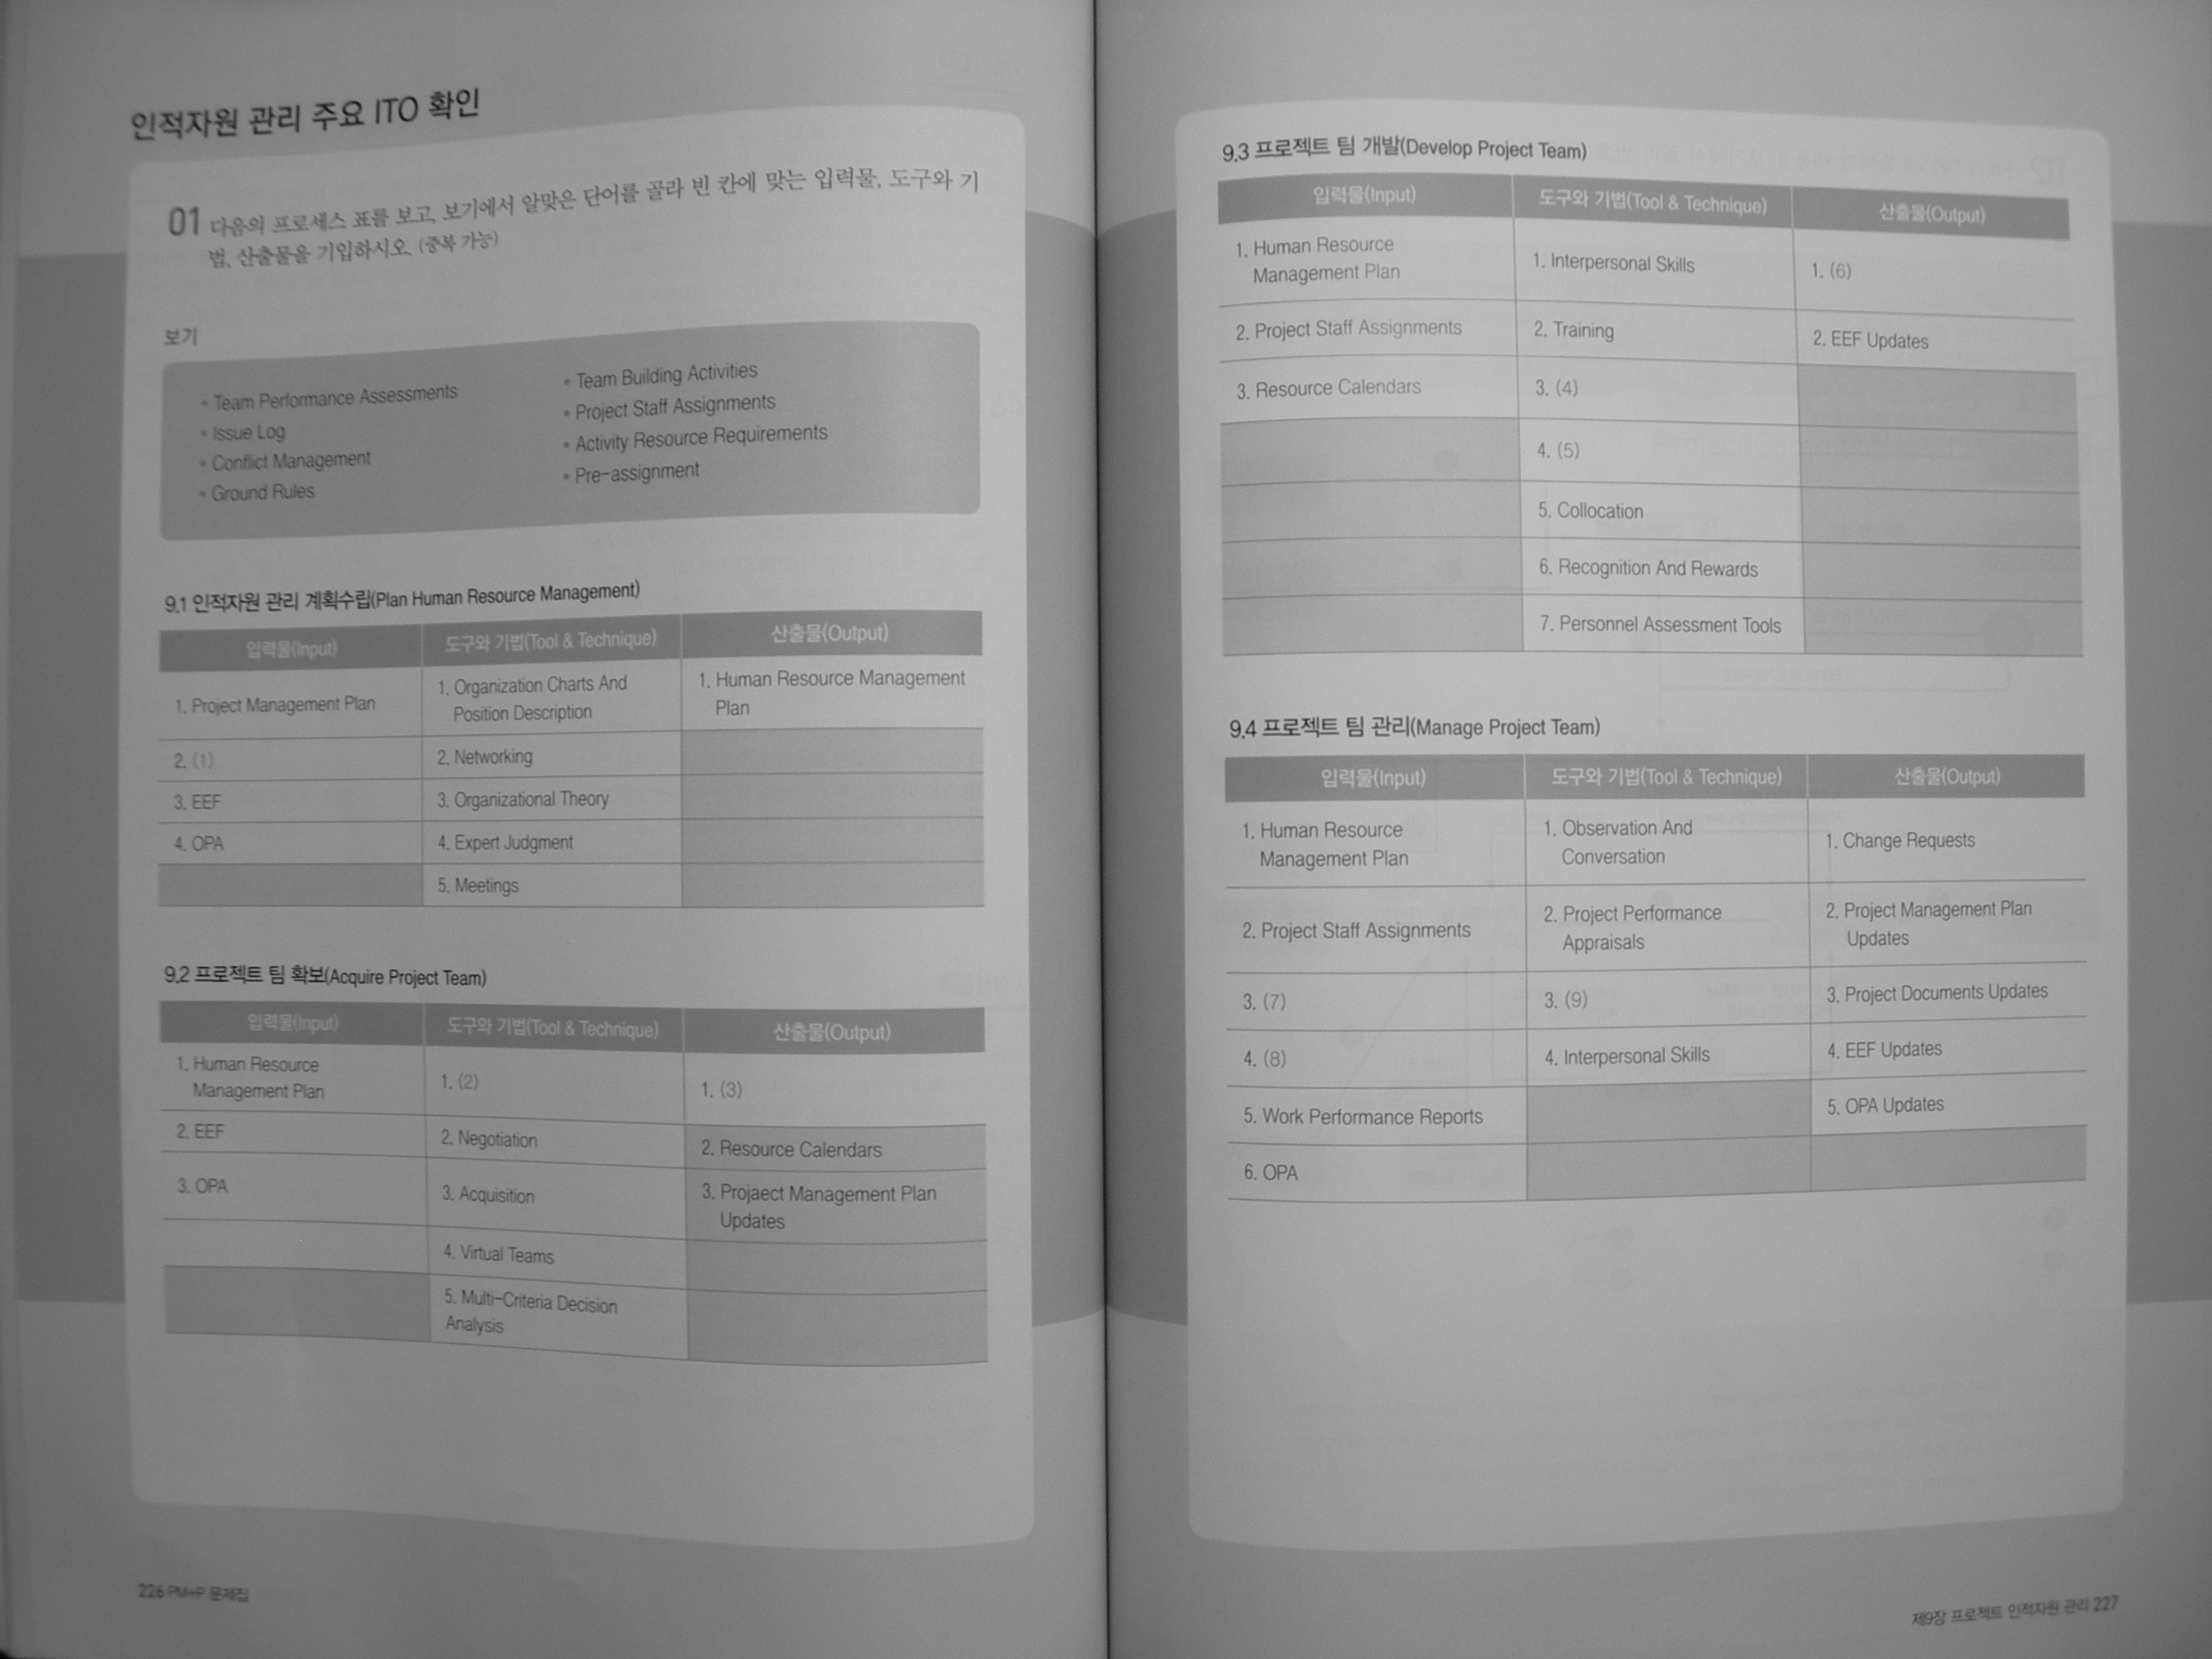 인적자원 관리 주요 ITO 확인
01 다음의 프로세스 표를 보고, 보기에서 알맞은 단어를 골라 빈 칸에 맞는 입력물, 도구와 기
법, 산출물을 기입하시오. (중복 가능)
보기
• Team Performance Assessments
• Issue Log
• Conflict Management
• Ground Rules
• Team Building Activities
• Project Staff Assignments
• Activity Resource Requirements
• Pre-assignment
9.1 인적자원 관리 계획수립(Plan Human Resource Management)
입력물(Input) 도구와 기법(Tool & Technique) 산출물(Output)
1. Project Management Plan 1. Organization Charts And Position Description 1. Human Resource Management Plan
2. (1) 2. Networking
3. EEF 3. Organizational Theory
4. OPA 4. Expert Judgment
5. Meetings
9.2 프로젝트 팀 확보(Acquire Project Team)
입력물(Input) 도구와 기법(Tool & Technique) 산출물(Output)
1. Human Resource Management Plan 1. (2) 1. (3)
2. EEF 2. Negotiation 2. Resource Calendars
3. OPA 3. Acquisition 3. Projaect Management Plan Updates
4. Virtual Teams
5. Multi-Criteria Decision Analysis
226 PM+P 문제집
9.3 프로젝트 팀 개발(Develop Project Team)
입력물(Input) 도구와 기법(Tool & Technique) 산출물(Output)
1. Human Resource Management Plan 1. Interpersonal Skills 1. (6)
2. Project Staff Assignments 2. Training 2. EEF Updates
3. Resource Calendars 3. (4)
4. (5)
5. Collocation
6. Recognition And Rewards
7. Personnel Assessment Tools
9.4 프로젝트 팀 관리(Manage Project Team)
입력물(Input) 도구와 기법(Tool & Technique) 산출물(Output)
1. Human Resource Management Plan 1. Observation And Conversation 1. Change Requests
2. Project Staff Assignments 2. Project Performance Appraisals 2. Project Management Plan Updates
3. (7) 3. (9) 3. Project Documents Updates
4. (8) 4. Interpersonal Skills 4. EEF Updates
5. Work Performance Reports 5. OPA Updates
6. OPA
제9장 프로젝트 인적자원 관리 227